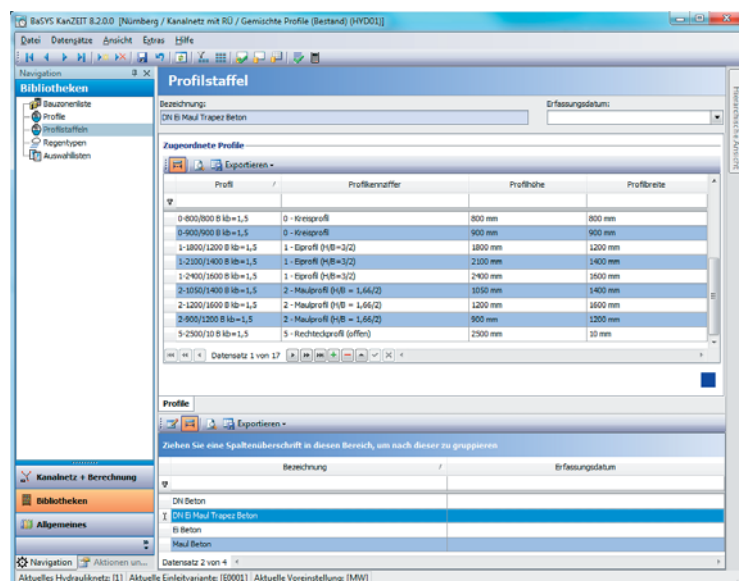 BaSYS KanZEIT 8.2.0.0 [Nürnberg / Kanalnetz mit RÜ / Gemischte Profile (Bestand) (HYD01)]
Datei Datensätze Ansicht Extras Hilfe
Navigation
Bibliotheken
Bauzonenliste
Profile
Profilstaffeln
Regentypen
Auswahllisten
Kanalnetz + Berechnung
Bibliotheken
Allgemeines
Navigation Aktionen un...
Profilstaffel
Bezeichnung: Erfassungsdatum:
DN Ei Maul Trapez Beton
Zugeordnete Profile
Exportieren
Profil Profilkennziffer Profilhöhe Profilbreite
0-800/800 B kb=1,5 0 - Kreisprofil 800 mm 800 mm
0-900/900 B kb=1,5 0 - Kreisprofil 900 mm 900 mm
1-1800/1200 B kb=1,5 1 - Eiprofil (H/B=3/2) 1800 mm 1200 mm
1-2100/1400 B kb=1,5 1 - Eiprofil (H/B=3/2) 2100 mm 1400 mm
1-2400/1600 B kb=1,5 1 - Eiprofil (H/B=3/2) 2400 mm 1600 mm
2-1050/1400 B kb=1,5 2 - Maulprofil (H/B = 1,66/2) 1050 mm 1400 mm
2-1200/1600 B kb=1,5 2 - Maulprofil (H/B = 1,66/2) 1200 mm 1600 mm
2-900/1200 B kb=1,5 2 - Maulprofil (H/B = 1,66/2) 900 mm 1200 mm
5-2500/10 B kb=1,5 5 - Rechteckprofil (offen) 2500 mm 10 mm
Datensatz 1 von 17
Profile
Exportieren
Ziehen Sie eine Spaltenüberschrift in diesen Bereich, um nach dieser zu gruppieren
Bezeichnung Erfassungsdatum
DN Beton
DN Ei Maul Trapez Beton
Ei Beton
Maul Beton
Datensatz 2 von 4
Hierarchische Ansicht
Aktuelles Hydrauliknetz: [1] Aktuelle Einleitvariante: [E0001] Aktuelle Voreinstellung: [MW]